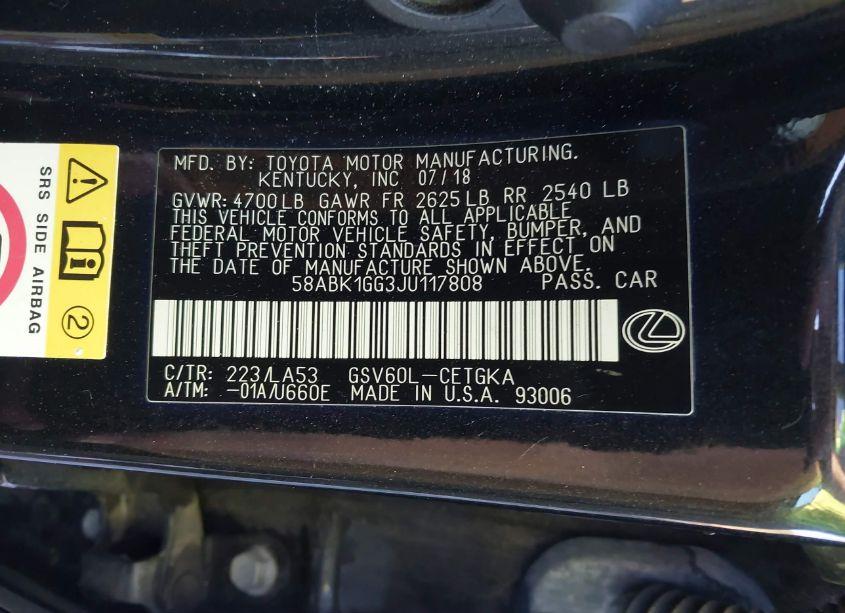 MFD. BY: TOYOTA MOTOR MANUFACTURING.
KENTUCKY, INC 07/18
GVWR: 4700LB GAWR FR 2625LB RR 2540 LB
THIS VEHICLE CONFORMS TO ALL APPLICABLE
FEDERAL MOTOR VEHICLE SAFETY, BUMPER, AND
THEFT PREVENTION STANDARDS IN EFFECT ON
THE DATE OF MANUFACTURE SHOWN ABOVE.
58ABK1GG3JU117808 PASS. CAR
C/TR: 223/LA53 GSV60L-CETGKA
A/TM: -01A/U660E MADE IN U.S.A. 93006
SRS SIDE AIRBAG
2